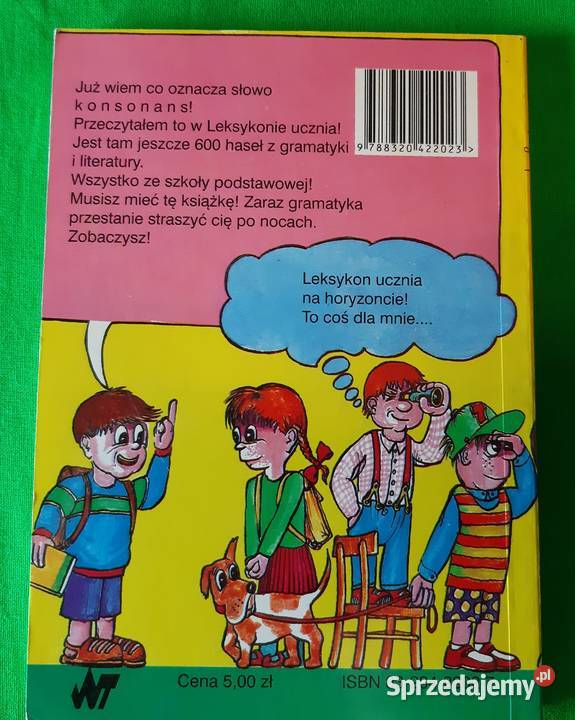 Już wiem co oznacza słowo
k o n s o n a n s!
Przeczytałem to w Leksykonie ucznia!
Jest tam jeszcze 600 haseł z gramatyki
i literatury.
Wszystko ze szkoły podstawowej!
Musisz mieć tę książkę! Zaraz gramatyka
przestanie straszyć cię po nocach.
Zobaczysz!
9 788320 422023 >
Leksykon ucznia
na horyzoncie!
To coś dla mnie....
WT
Cena 5,00 zł
ISBN
Sprzedajemy.pl